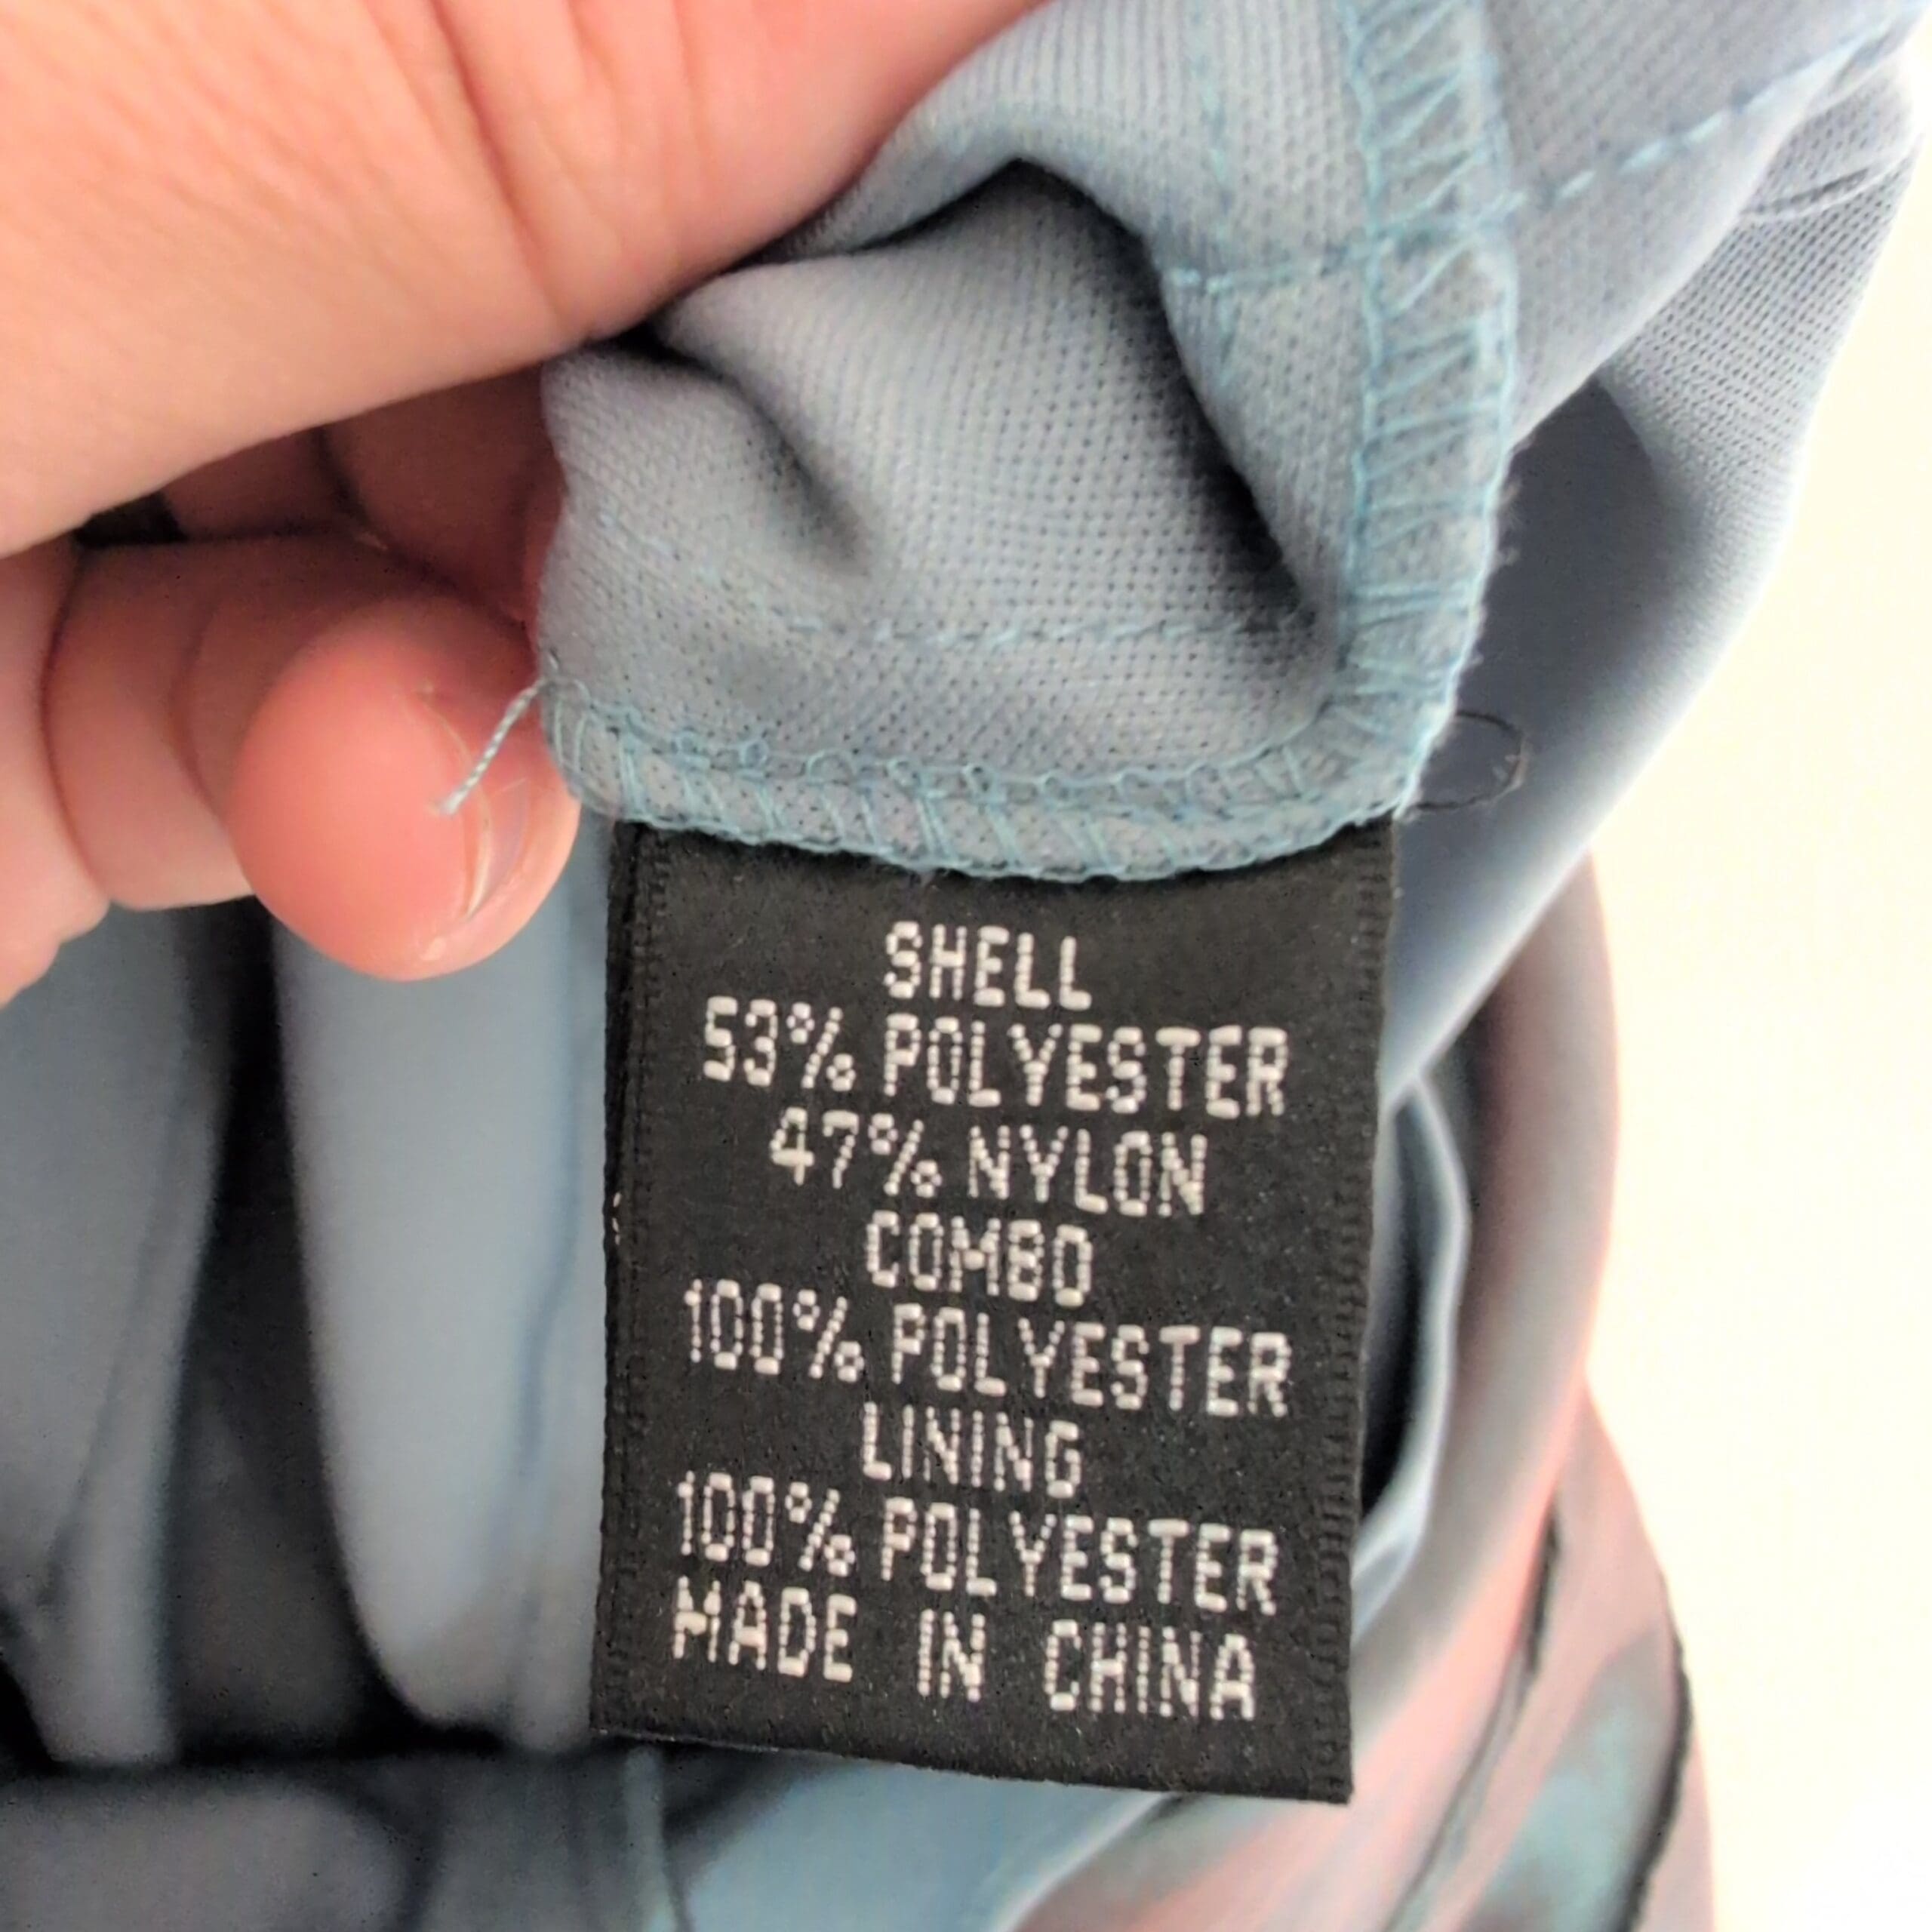 SHELL
53% POLYESTER
47% NYLON
COMBO
100% POLYESTER
LINING
100% POLYESTER
MADE IN CHINA